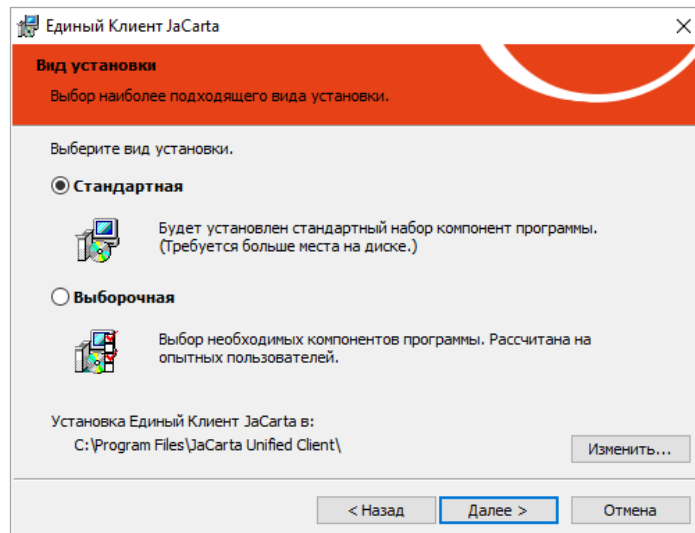 Единый Клиент JaCarta
Вид установки
Выбор наиболее подходящего вида установки.
Выберите вид установки.
Стандартная
Будет установлен стандартный набор компонент программы.
(Требуется больше места на диске.)
Выборочная
Выбор необходимых компонентов программы. Рассчитана на
опытных пользователей.
Установка Единый Клиент JaCarta в:
C:\Program Files\JaCarta Unified Client\
Изменить...
< Назад
Далее >
Отмена